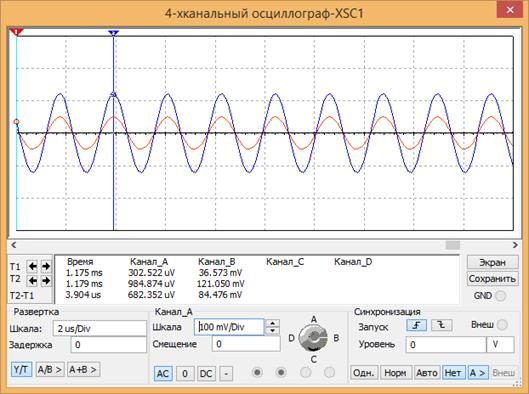 4-хканальный осциллограф-XSC1
1
2
Время Канал_A Канал_B Канал_C Канал_D
T1 1.175 ms 302.522 uV 36.573 mV
T2 1.179 ms 984.874 uV 121.050 mV
T2-T1 3.904 us 682.352 uV 84.476 mV
Экран
Сохранить
GND
Развертка
Шкала: 2 us/Div
Задержка 0
Y/T A/B > A+B >
Канал_A
Шкала 100 mV/Div
Смещение 0
AC 0 DC -
A
D B
C
Синхронизация
Запуск Внеш
Уровень 0 V
Одн. Норм Авто Нет A > Внеш